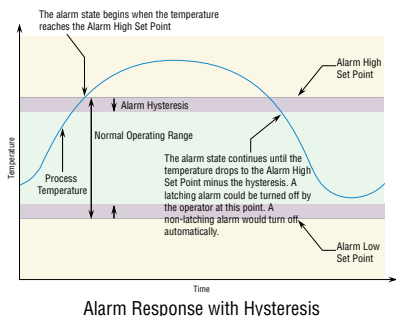 The alarm state begins when the temperature
reaches the Alarm High Set Point
Alarm High
Set Point
Alarm Hysteresis
Normal Operating Range
Temperature
Process
Temperature
The alarm state continues until the
temperature drops to the Alarm High
Set Point minus the hysteresis. A
latching alarm could be turned off by
the operator at this point. A
non-latching alarm would turn off
automatically.
Alarm Low
Set Point
Time
Alarm Response with Hysteresis